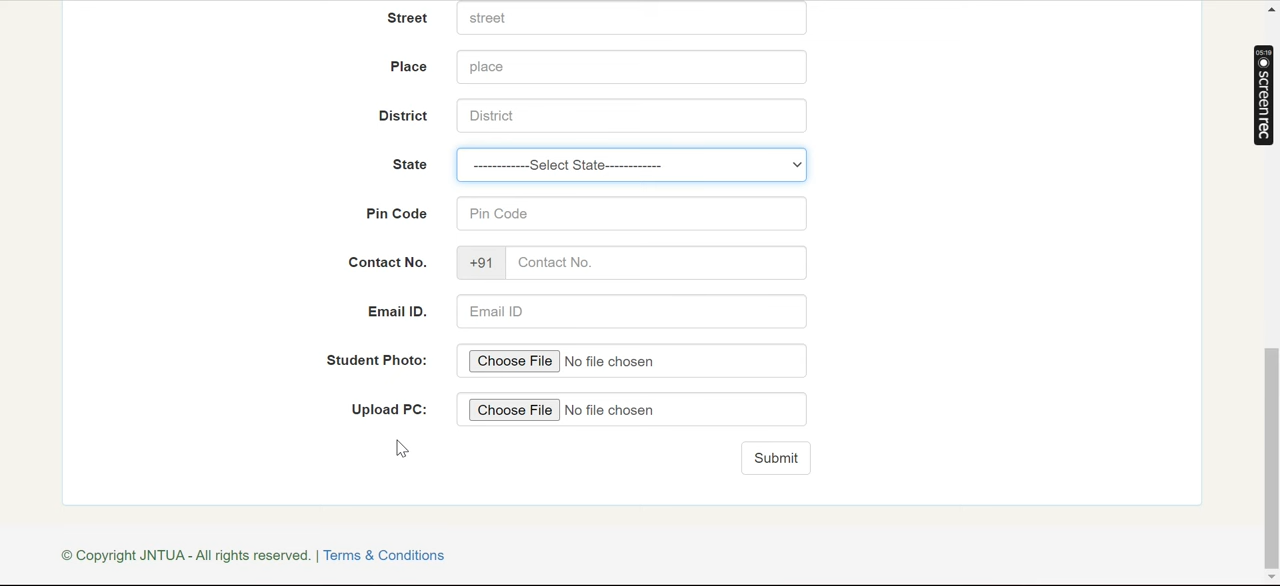 Street street
Place place
District District
State ------------Select State------------
Pin Code Pin Code
Contact No. +91 Contact No.
Email ID. Email ID
Student Photo: Choose File No file chosen
Upload PC: Choose File No file chosen
Submit
© Copyright JNTUA - All rights reserved. | Terms & Conditions
05:19
screenrec